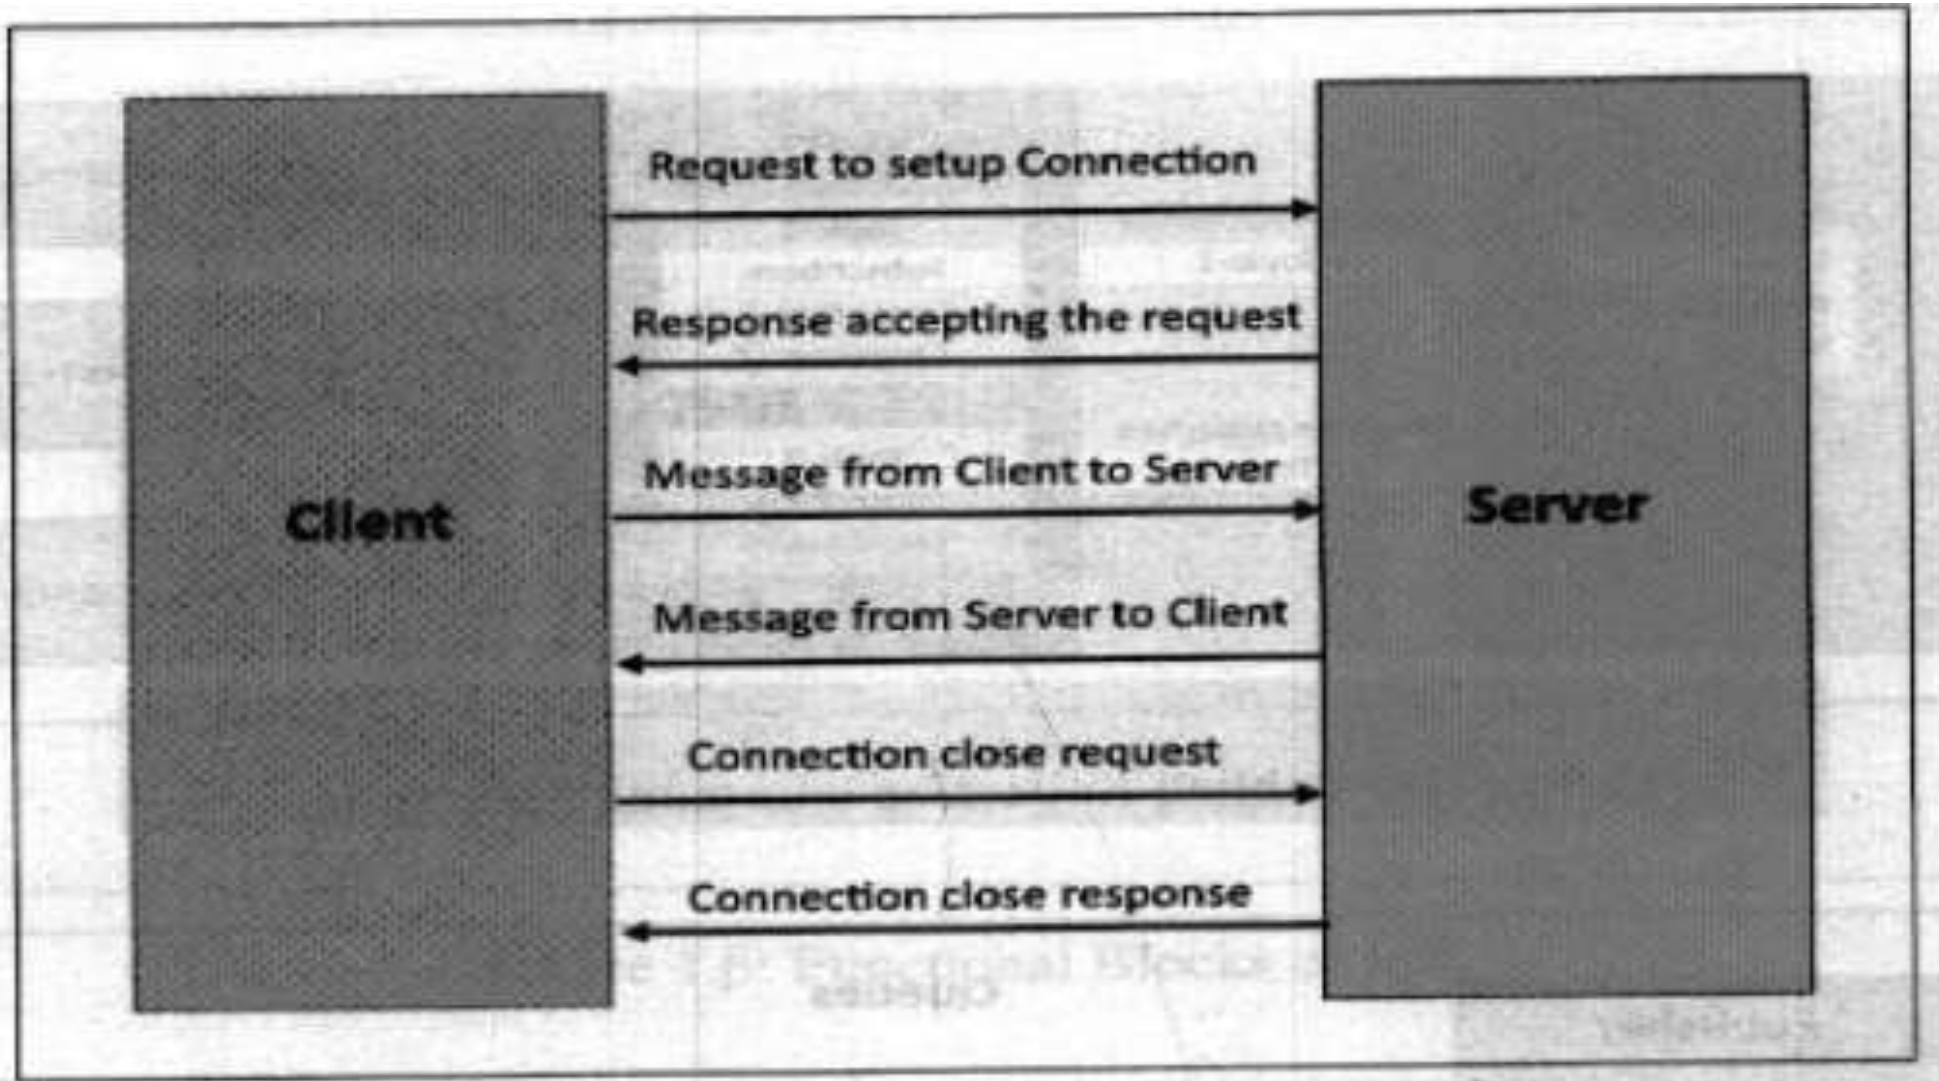 Request to setup Connection
Response accepting the request
Message from Client to Server
Client
Server
Message from Server to Client
Connection close request
Connection close response